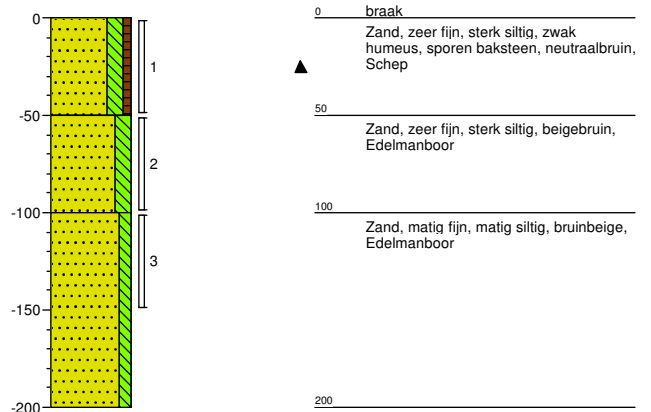 0
-50
-100
-150
-200
1
2
3
0
braak
Zand, zeer fijn, sterk siltig, zwak
humeus, sporen baksteen, neutraalbruin,
Schep
50
Zand, zeer fijn, sterk siltig, beigebruin,
Edelmanboor
100
Zand, matig fijn, matig siltig, bruinbeige,
Edelmanboor
200